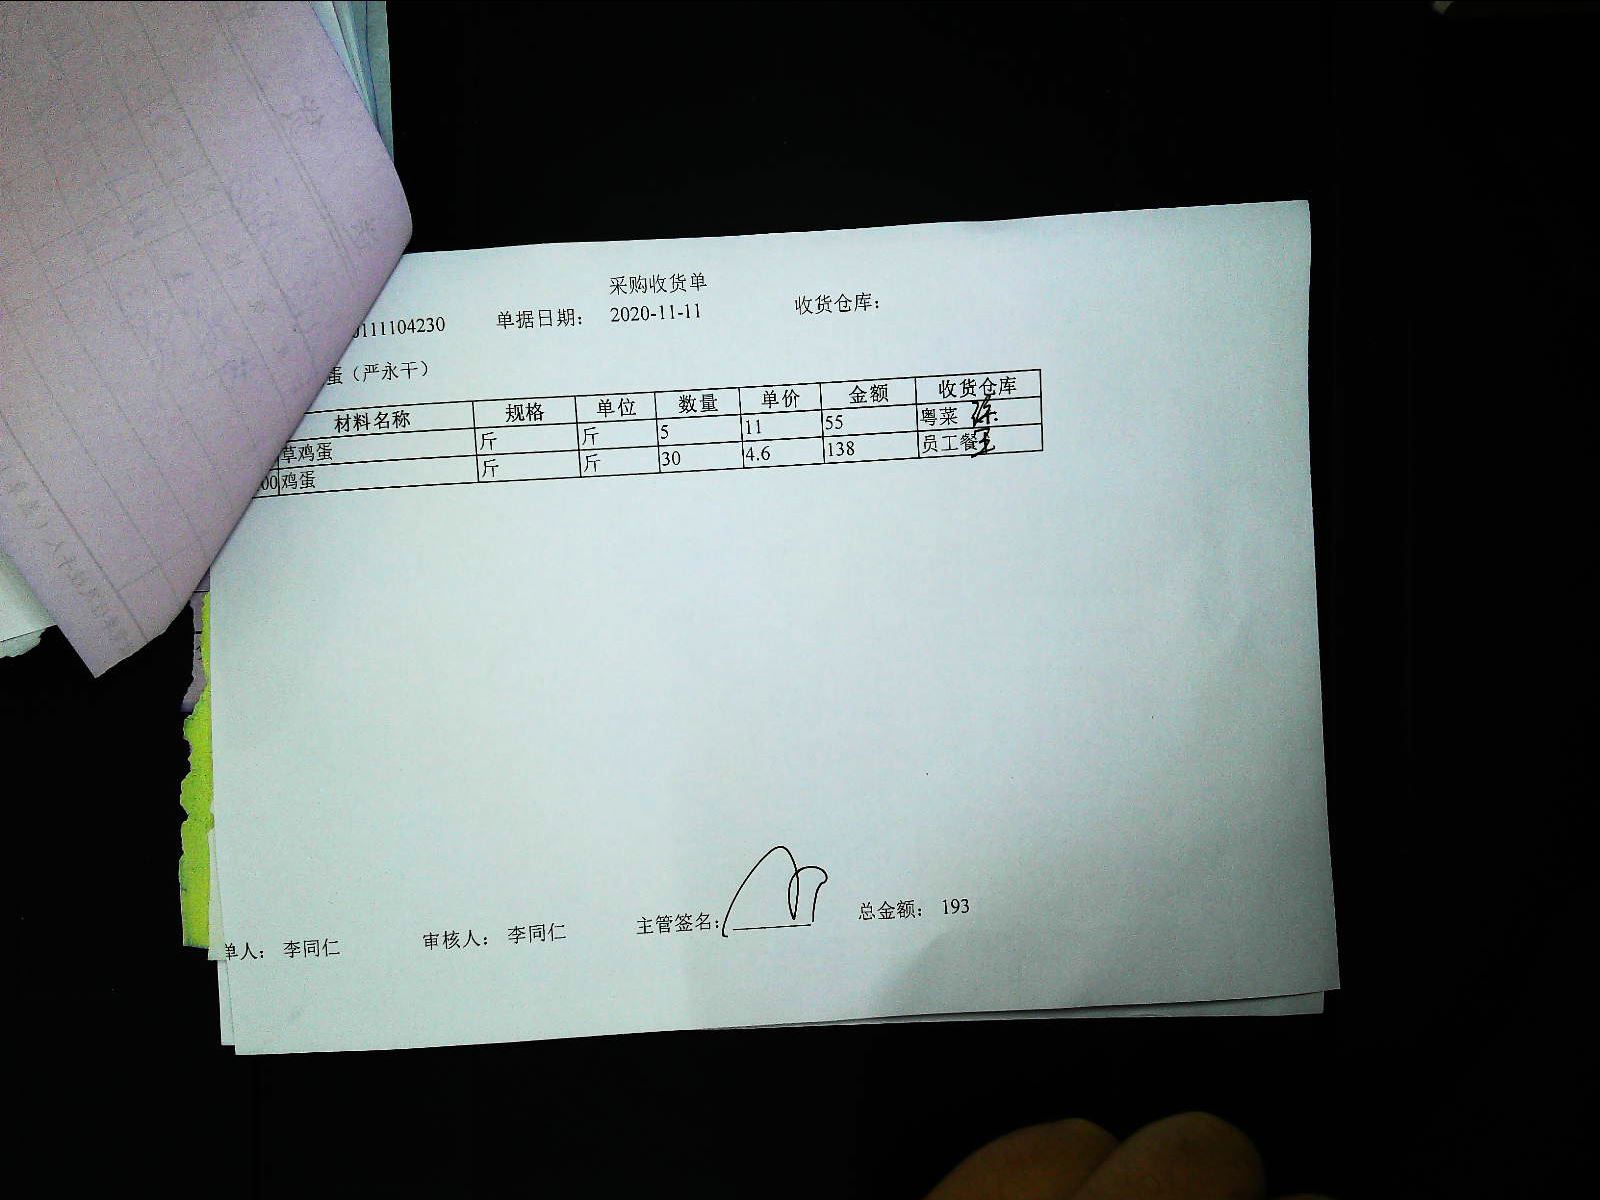 采购收货单
0111104230 单据日期： 2020-11-11 收货仓库：
蛋（严永干）
材料名称 规格 单位 数量 单价 金额 收货仓库
草鸡蛋 斤 斤 5 11 55 粤菜
00 鸡蛋 斤 斤 30 4.6 138 员工餐
单人： 李同仁 审核人： 李同仁 主管签名： 总金额： 193